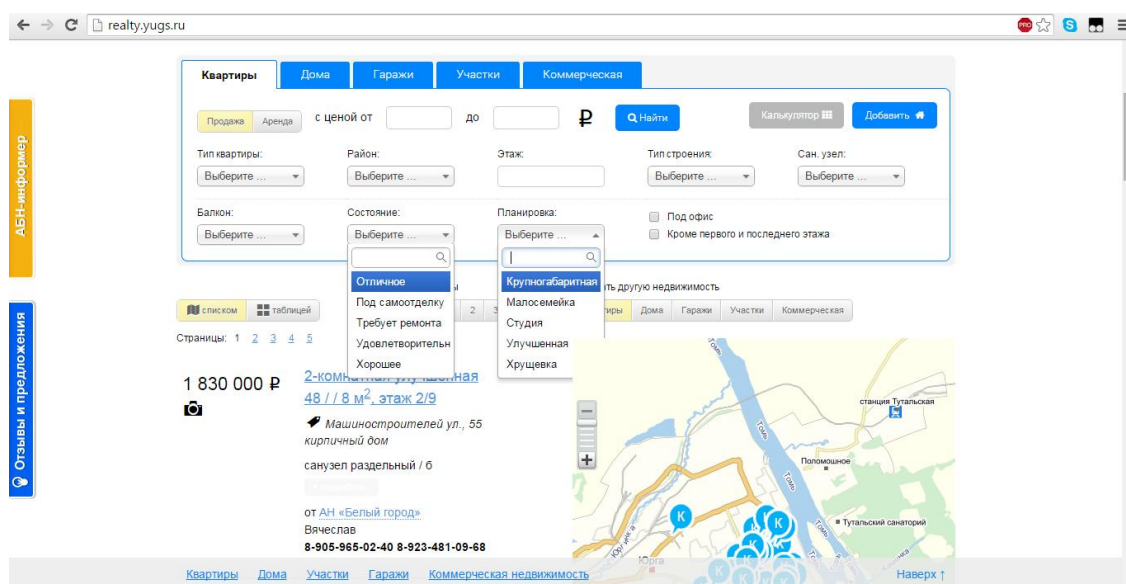 realty.yugs.ru
PRO
Квартиры Дома Гаражи Участки Коммерческая
Продажа Аренда с ценой от до ₽ Найти Калькулятор Добавить
Тип квартиры: Район: Этаж: Тип строения: Сан. узел:
Выберите ... Выберите ... Выберите ... Выберите ...
Балкон: Состояние: Планировка: Под офис
Выберите ... Выберите ... Выберите ... Кроме первого и последнего этажа
Отличное Крупногабаритная другую недвижимость
списком таблицей Под самоотделку 2 Малосемейка Дома Гаражи Участки Коммерческая
Требует ремонта Студия
Страницы: 1 2 3 4 5 Удовлетворительн Улучшенная
Хорошее Хрущевка
1 830 000 ₽ 2-комнатная улучшенная
48 / / 8 м², этаж 2/9
Машиностроителей ул., 55
кирпичный дом
санузел раздельный / б
от АН «Белый город»
Вячеслав
8-905-965-02-40 8-923-481-09-68
Томь
станция Тутальская
Томь
Поломошное
Томь
Тутальский санаторий
Томь
Юрга
К К К К К
АБН-информер
Отзывы и предложения
Квартиры Дома Участки Гаражи Коммерческая недвижимость Наверх ↑